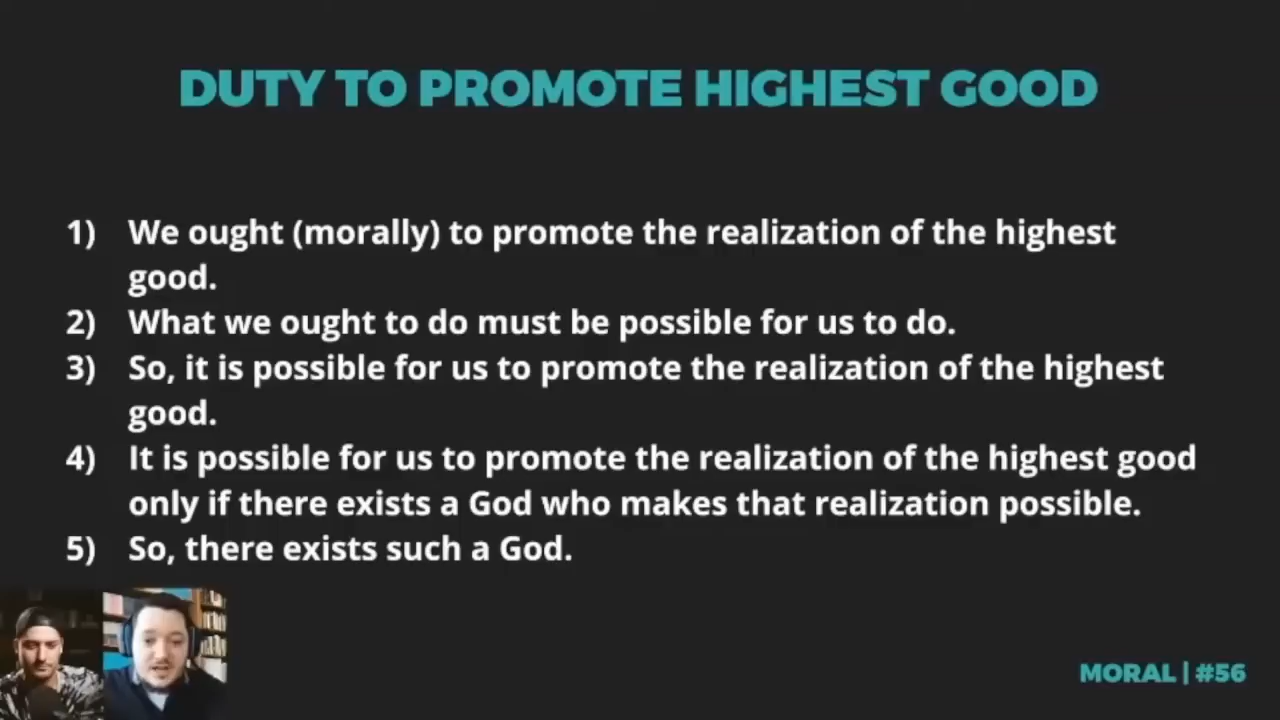 DUTY TO PROMOTE HIGHEST GOOD
1) We ought (morally) to promote the realization of the highest
good.
2) What we ought to do must be possible for us to do.
3) So, it is possible for us to promote the realization of the highest
good.
4) It is possible for us to promote the realization of the highest good
only if there exists a God who makes that realization possible.
5) So, there exists such a God.
MORAL | #56